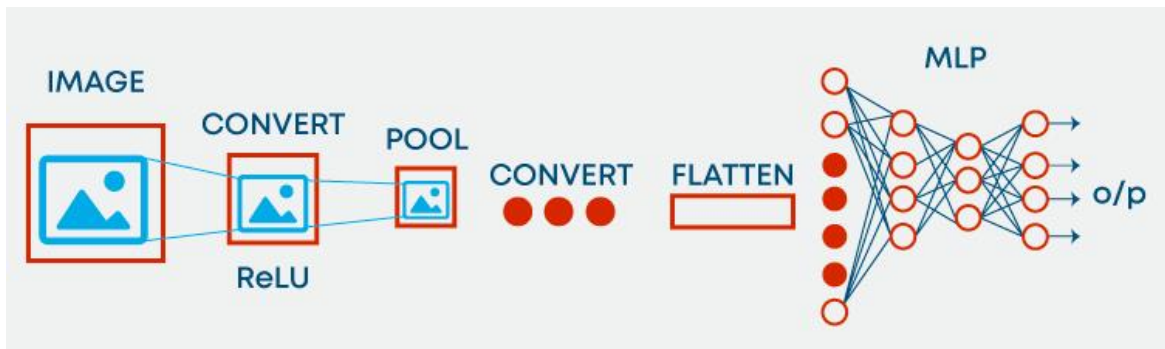 IMAGE
CONVERT
ReLU
POOL
CONVERT
FLATTEN
MLP
o/p